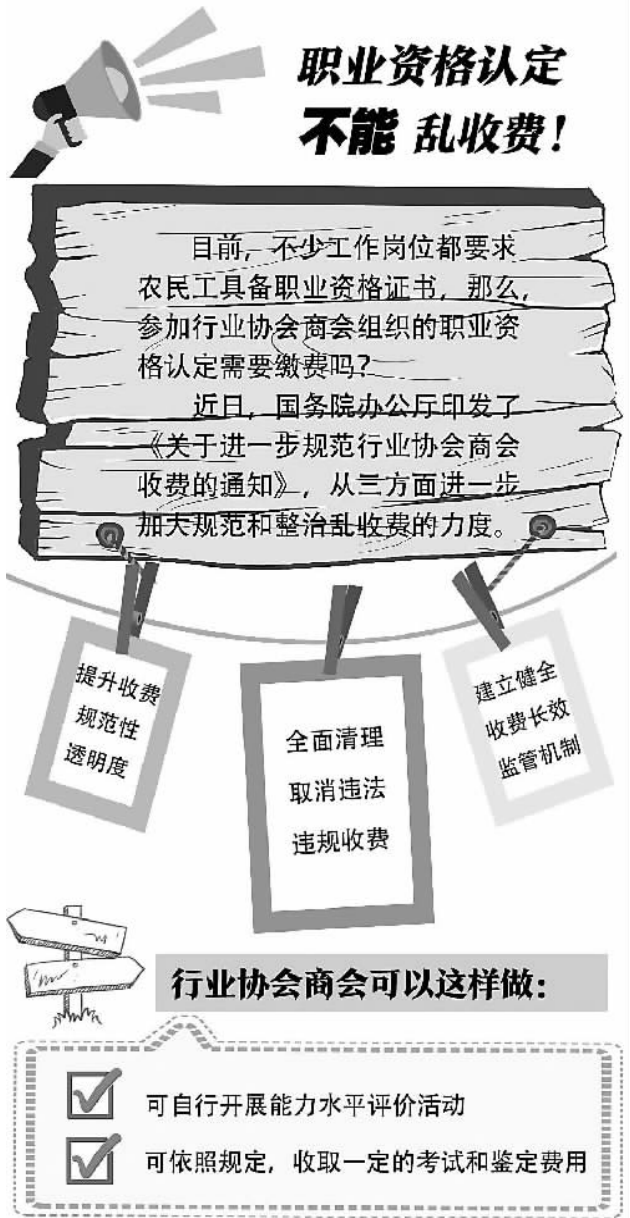 职业资格认定
不能 乱收费！
目前，不少工作岗位都要求
农民工具备职业资格证书，那么，
参加行业协会商会组织的职业资
格认定需要缴费吗？
近日，国务院办公厅印发了
《关于进一步规范行业协会商会
收费的通知》，从三方面进一步
加大规范和整治乱收费的力度。
提升收费
规范性
透明度
全面清理
取消违法
违规收费
建立健全
收费长效
监管机制
行业协会商会可以这样做：
可自行开展能力水平评价活动
可依照规定，收取一定的考试和鉴定费用